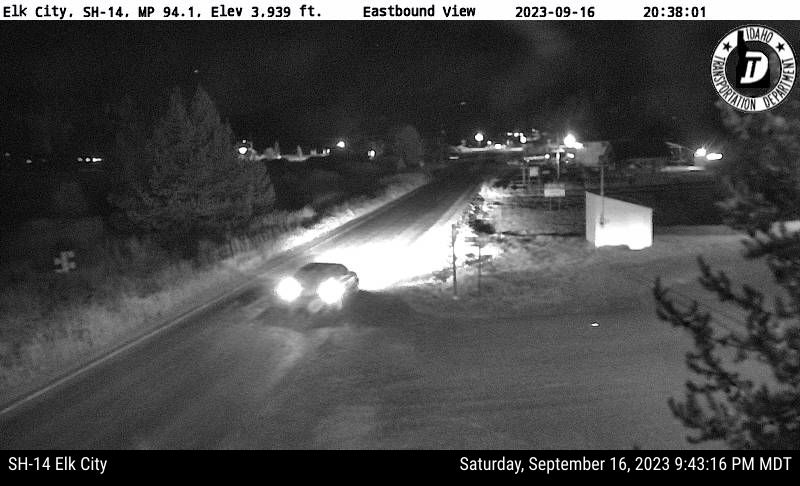 Elk City, SH-14, MP 94.1, Elev 3,939 ft. Eastbound View 2023-09-16 20:38:01
IDAHO
TRANSPORTATION DEPARTMENT
SH-14 Elk City Saturday, September 16, 2023 9:43:16 PM MDT